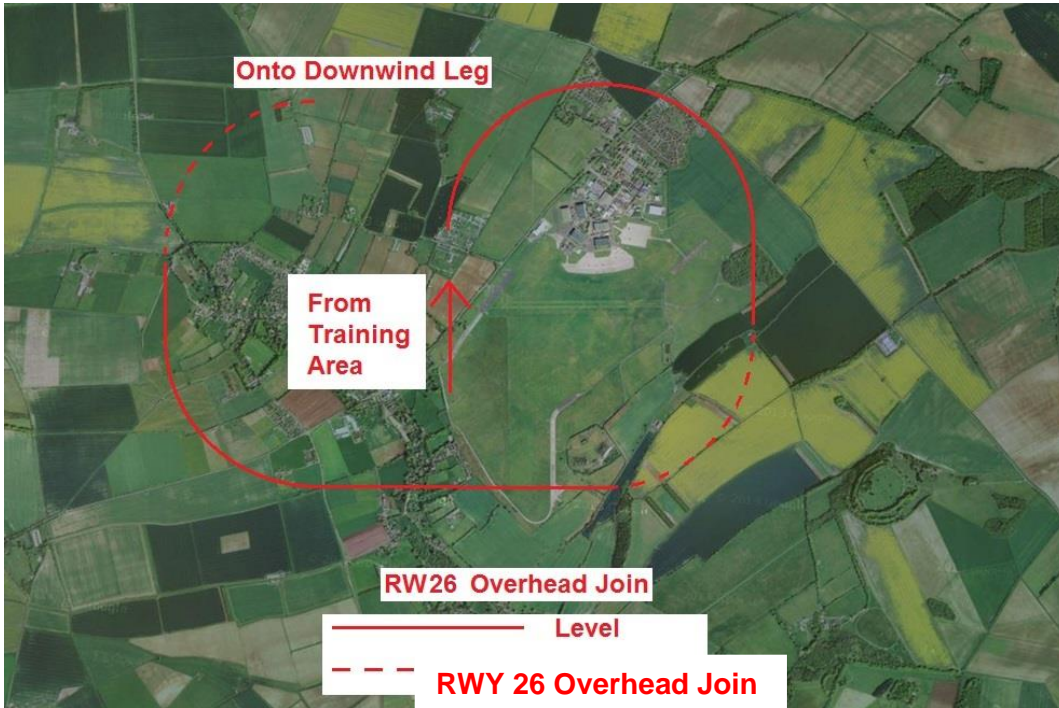 Onto Downwind Leg
From
Training
Area
RW26 Overhead Join
Level
RWY 26 Overhead Join